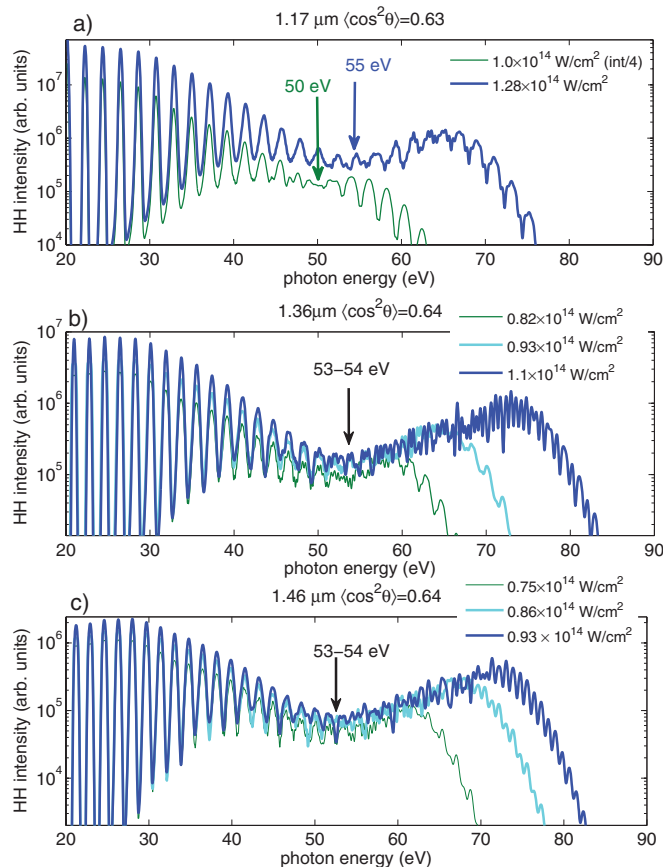 a)
1.17 µm ⟨cos²θ⟩=0.63
1.0×10¹⁴ W/cm² (int/4)
1.28×10¹⁴ W/cm²
55 eV
50 eV
HH intensity (arb. units)
10⁷
10⁶
10⁵
10⁴
20 30 40 50 60 70 80 90
photon energy (eV)
b)
1.36µm ⟨cos²θ⟩=0.64
0.82×10¹⁴ W/cm²
0.93×10¹⁴ W/cm²
1.1×10¹⁴ W/cm²
53–54 eV
HH intensity (arb. units)
10⁷
10⁶
10⁵
20 30 40 50 60 70 80 90
photon energy (eV)
c)
1.46 µm ⟨cos²θ⟩=0.64
0.75×10¹⁴ W/cm²
0.86×10¹⁴ W/cm²
0.93 × 10¹⁴ W/cm²
53–54 eV
HH intensity (arb. units)
10⁶
10⁵
10⁴
20 30 40 50 60 70 80 90
photon energy (eV)